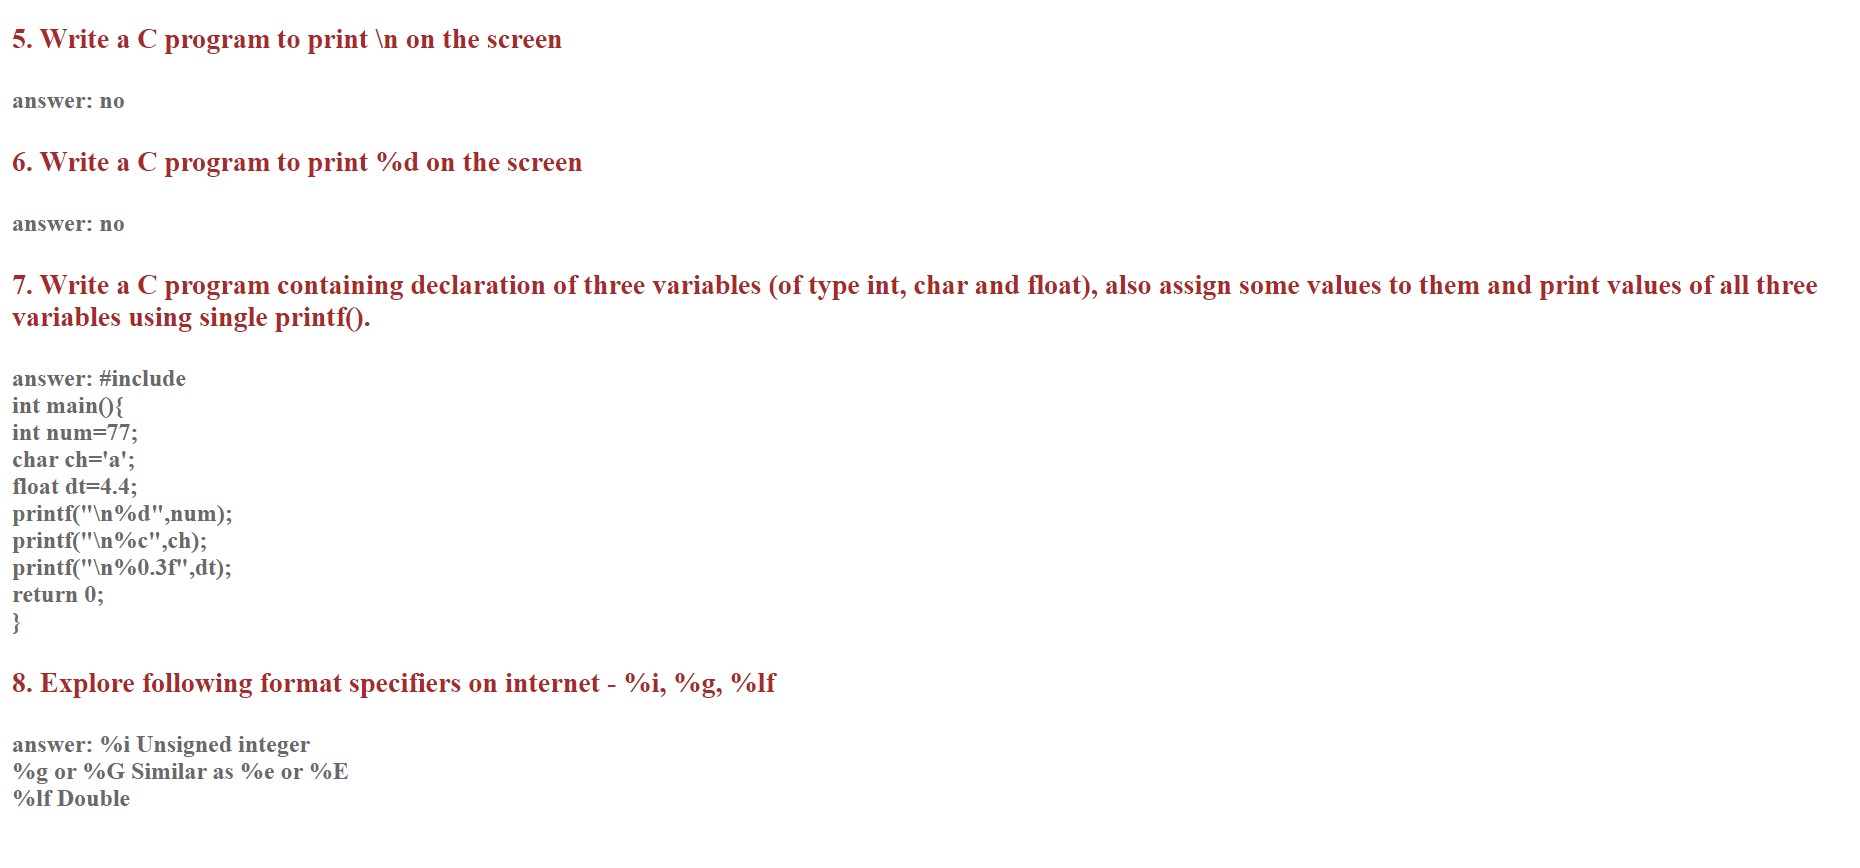 5. Write a C program to print \n on the screen
answer: no
6. Write a C program to print %d on the screen
answer: no
7. Write a C program containing declaration of three variables (of type int, char and float), also assign some values to them and print values of all three
variables using single printf().
answer: #include
int main(){
int num=77;
char ch='a';
float dt=4.4;
printf("\n%d",num);
printf("\n%c",ch);
printf("\n%0.3f",dt);
return 0;
}
8. Explore following format specifiers on internet - %i, %g, %lf
answer: %i Unsigned integer
%g or %G Similar as %e or %E
%lf Double